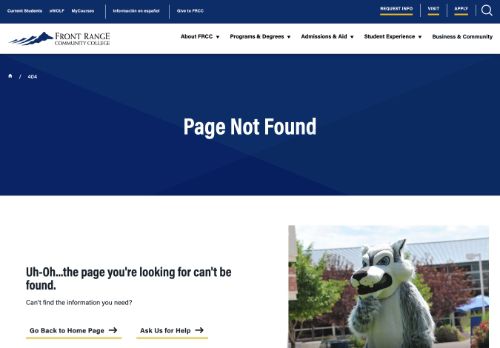 Current Students eWOLF MyCourses Información en español Give to FRCC REQUEST INFO VISIT APPLY
FRONT RANGE
COMMUNITY COLLEGE
About FRCC Programs & Degrees Admissions & Aid Student Experience Business & Community
/ 404
Page Not Found
Uh-Oh...the page you're looking for can't be
found.
Can't find the information you need?
Go Back to Home Page Ask Us for Help